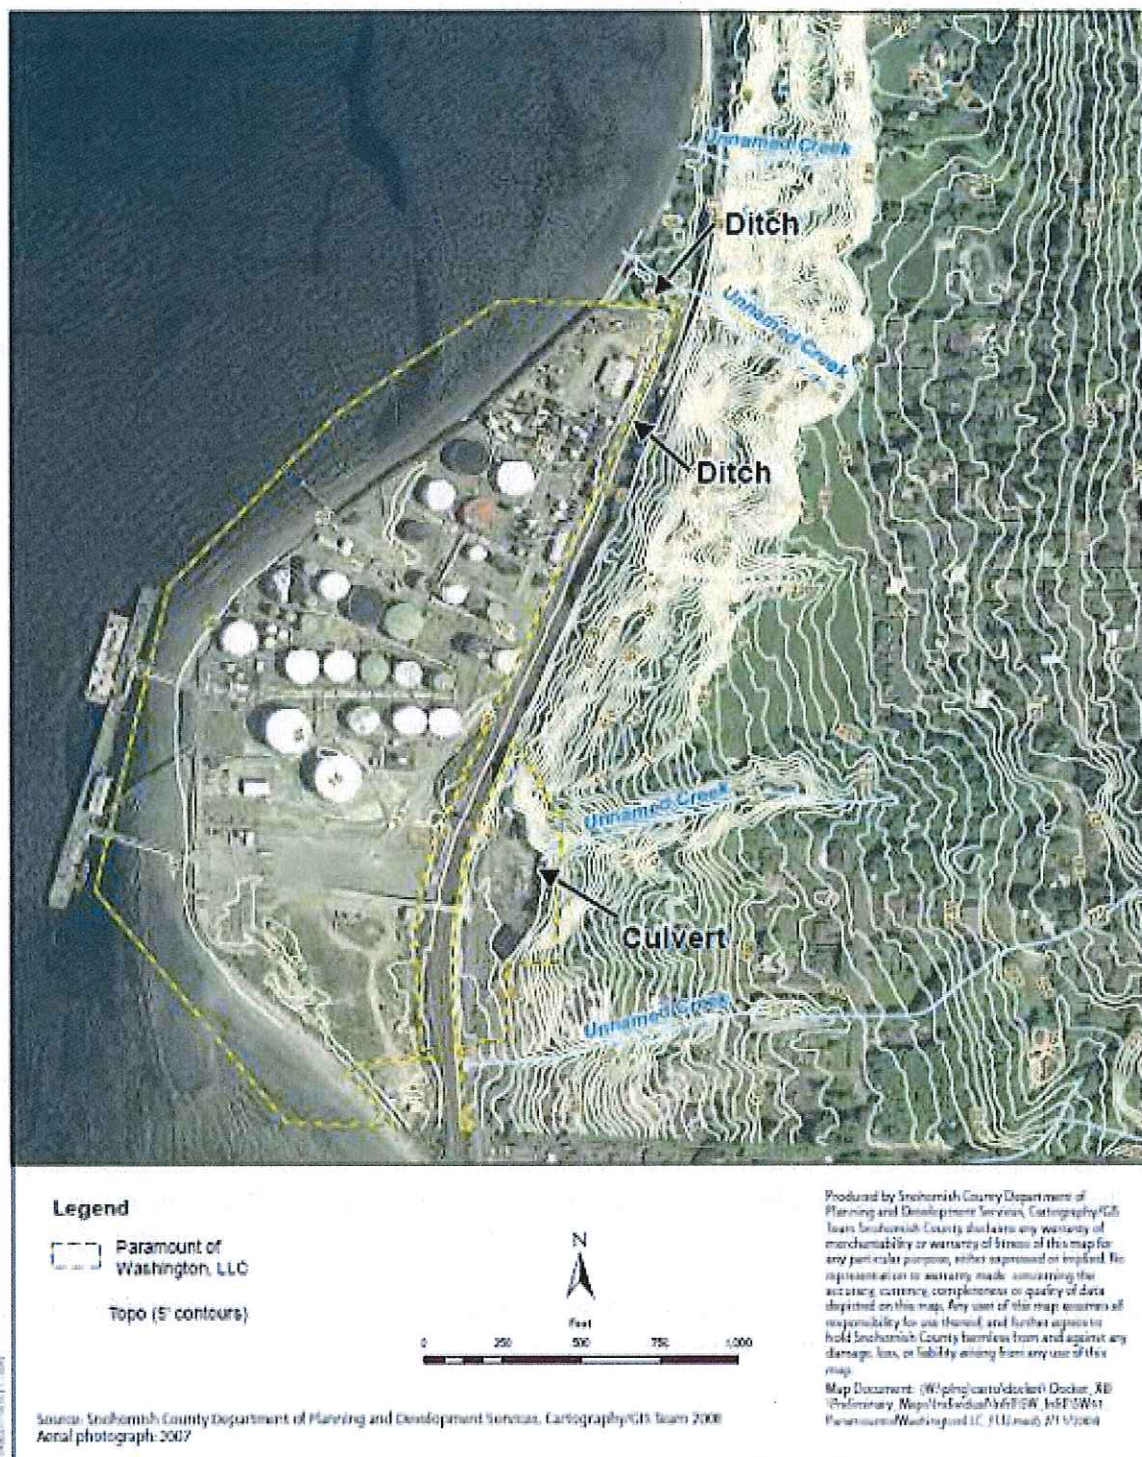 Unnamed Creek
Ditch
Unnamed Creek
Ditch
Unnamed Creek
Culvert
Unnamed Creek
Legend
Paramount of
Washington, LLC
Topo (5' contours)
N
Feet
0 250 500 750 1,000
Produced by Snohomish County Department of
Planning and Development Services, Cartography/GIS
Team Snohomish County disclaims any warranty of
merchantability or warranty of fitness of this map for
any particular purpose, either expressed or implied. No
representation or warranty made concerning the
accuracy, currency, completeness or quality of data
depicted on this map. Any user of this map assumes all
responsibility for use thereof, and further agrees to
hold Snohomish County harmless from and against any
damage, loss, or liability arising from any use of this
map.
Map Document:
Source: Snohomish County Department of Planning and Development Services, Cartography/GIS Team 2008
Aerial photograph: 2007